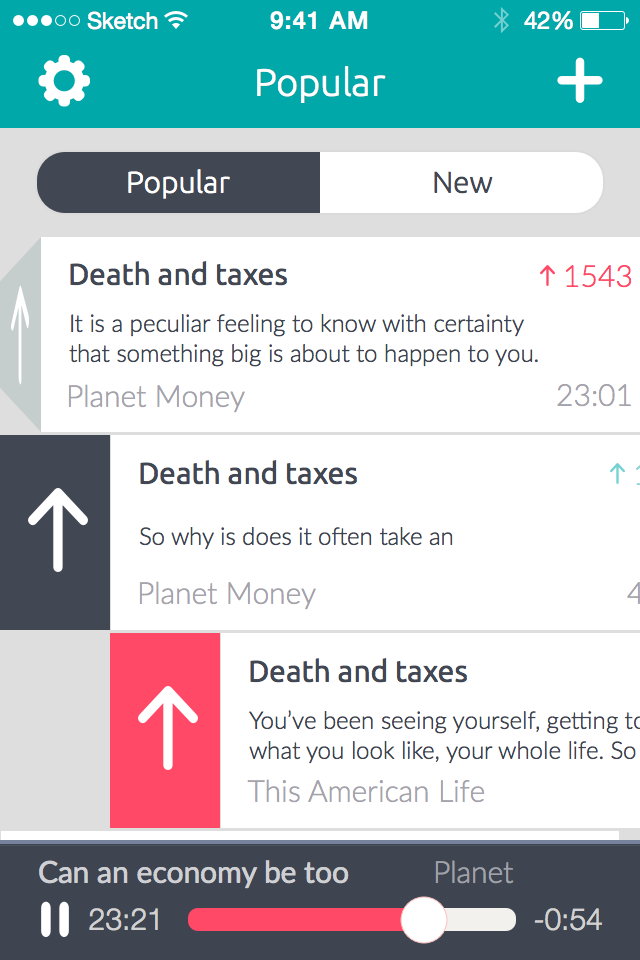 Sketch 9:41 AM 42%
Popular
Popular New
Death and taxes 1543
It is a peculiar feeling to know with certainty
that something big is about to happen to you.
Planet Money 23:01
Death and taxes
So why is does it often take an
Planet Money 4
Death and taxes
You've been seeing yourself, getting to
what you look like, your whole life. So
This American Life
Can an economy be too Planet
23:21 -0:54